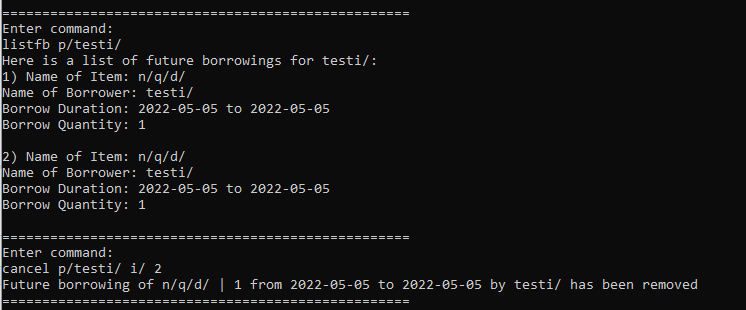 ===================================================
Enter command:
listfb p/testi/
Here is a list of future borrowings for testi/:
1) Name of Item: n/q/d/
Name of Borrower: testi/
Borrow Duration: 2022-05-05 to 2022-05-05
Borrow Quantity: 1
2) Name of Item: n/q/d/
Name of Borrower: testi/
Borrow Duration: 2022-05-05 to 2022-05-05
Borrow Quantity: 1
===================================================
Enter command:
cancel p/testi/ i/ 2
Future borrowing of n/q/d/ | 1 from 2022-05-05 to 2022-05-05 by testi/ has been removed
===================================================